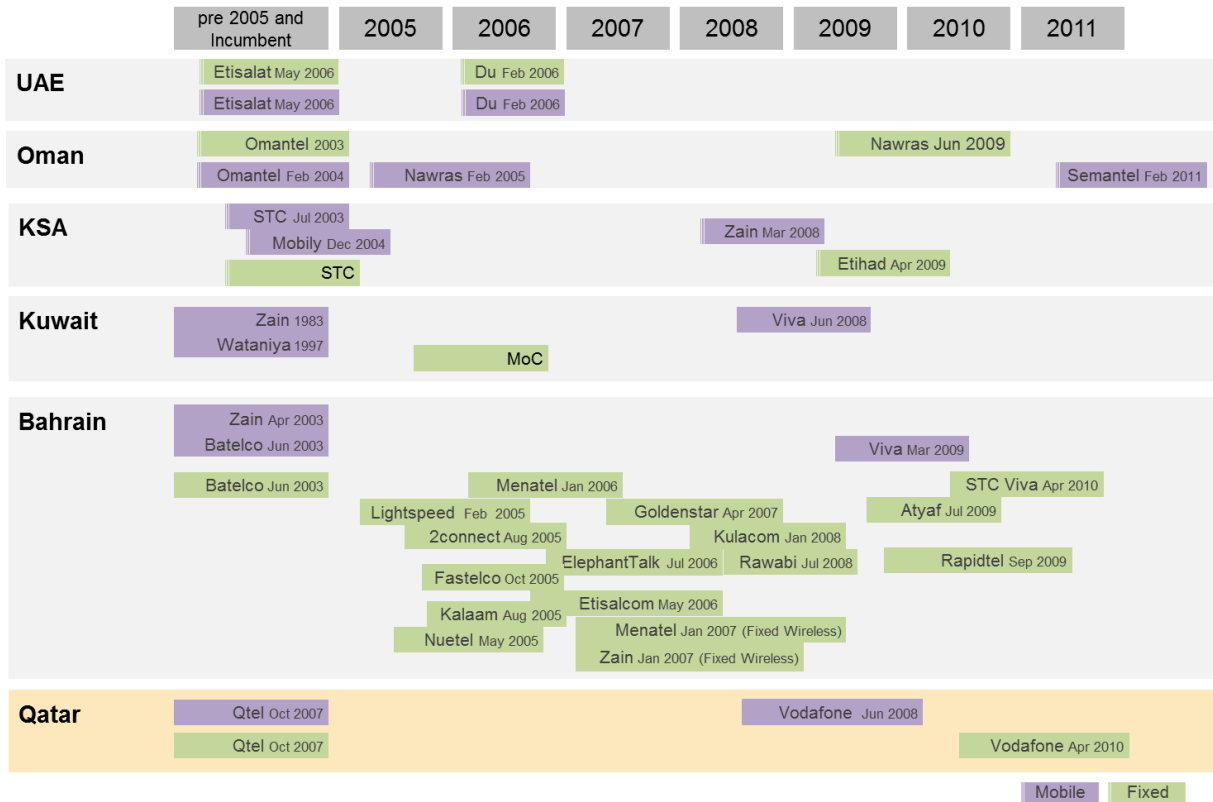 pre 2005 and
Incumbent
2005
2006
2007
2008
2009
2010
2011
UAE
Etisalat May 2006
Du Feb 2006
Etisalat May 2006
Du Feb 2006
Oman
Omantel 2003
Nawras Jun 2009
Omantel Feb 2004
Nawras Feb 2005
Semantel Feb 2011
KSA
STC Jul 2003
Zain Mar 2008
Mobily Dec 2004
Etihad Apr 2009
STC
Kuwait
Zain 1983
Viva Jun 2008
Wataniya 1997
MoC
Bahrain
Zain Apr 2003
Batelco Jun 2003
Viva Mar 2009
Batelco Jun 2003
Menatel Jan 2006
STC Viva Apr 2010
Lightspeed Feb 2005
Goldenstar Apr 2007
Atyaf Jul 2009
2connect Aug 2005
Kulacom Jan 2008
ElephantTalk Jul 2006
Rawabi Jul 2008
Rapidtel Sep 2009
Fastelco Oct 2005
Etisalcom May 2006
Kalaam Aug 2005
Menatel Jan 2007 (Fixed Wireless)
Nuetel May 2005
Zain Jan 2007 (Fixed Wireless)
Qatar
Qtel Oct 2007
Vodafone Jun 2008
Qtel Oct 2007
Vodafone Apr 2010
Mobile
Fixed